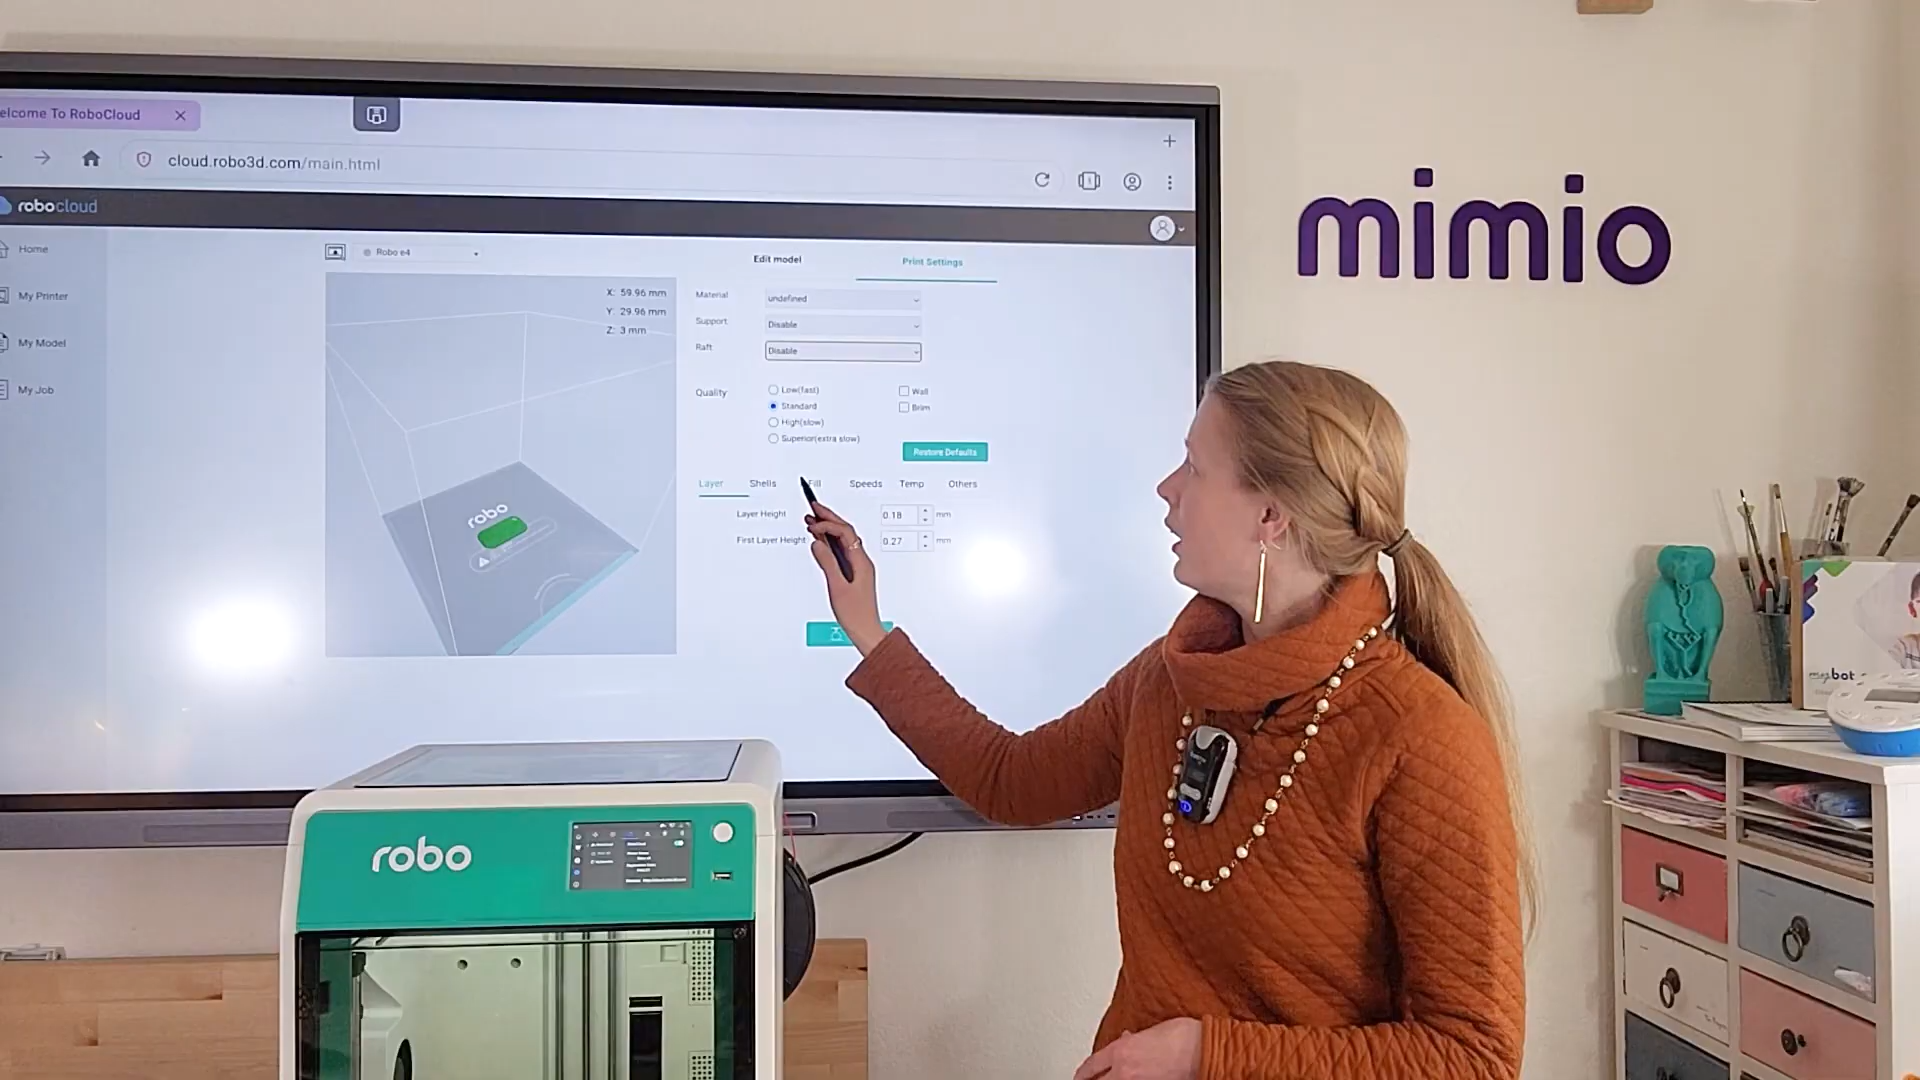 elcome To RoboCloud
cloud.robo3d.com/main.html
robocloud
Home
My Printer
My Model
My Job
Robo e4
X: 59.96 mm
Y: 29.96 mm
Z: 3 mm
robo
Edit model
Print Settings
Material
undefined
Support
Disable
Raft
Disable
Quality
Low(fast)
Standard
High(slow)
Superior(extra slow)
Wall
Brim
Restore Defaults
Layer
Shells
Fill
Speeds
Temp
Others
Layer Height
0.18
mm
First Layer Height
0.27
mm
mimio
robo
bot